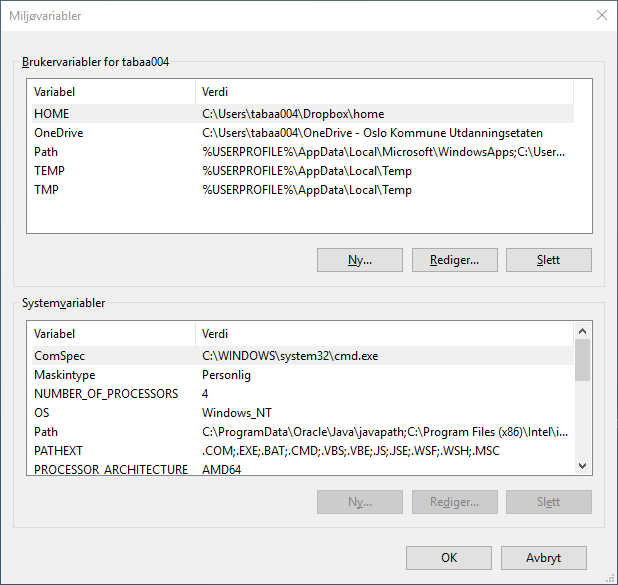 Miljøvariabler
Brukervariabler for tabaa004
Variabel Verdi
HOME C:\Users\tabaa004\Dropbox\home
OneDrive C:\Users\tabaa004\OneDrive - Oslo Kommune Utdanningsetaten
Path %USERPROFILE%\AppData\Local\Microsoft\WindowsApps;C:\User...
TEMP %USERPROFILE%\AppData\Local\Temp
TMP %USERPROFILE%\AppData\Local\Temp
Ny... Rediger... Slett
Systemvariabler
Variabel Verdi
ComSpec C:\WINDOWS\system32\cmd.exe
Maskintype Personlig
NUMBER_OF_PROCESSORS 4
OS Windows_NT
Path C:\ProgramData\Oracle\Java\javapath;C:\Program Files (x86)\Intel\i...
PATHEXT .COM;.EXE;.BAT;.CMD;.VBS;.VBE;.JS;.JSE;.WSF;.WSH;.MSC
PROCESSOR_ARCHITECTURE AMD64
Ny... Rediger... Slett
OK Avbryt